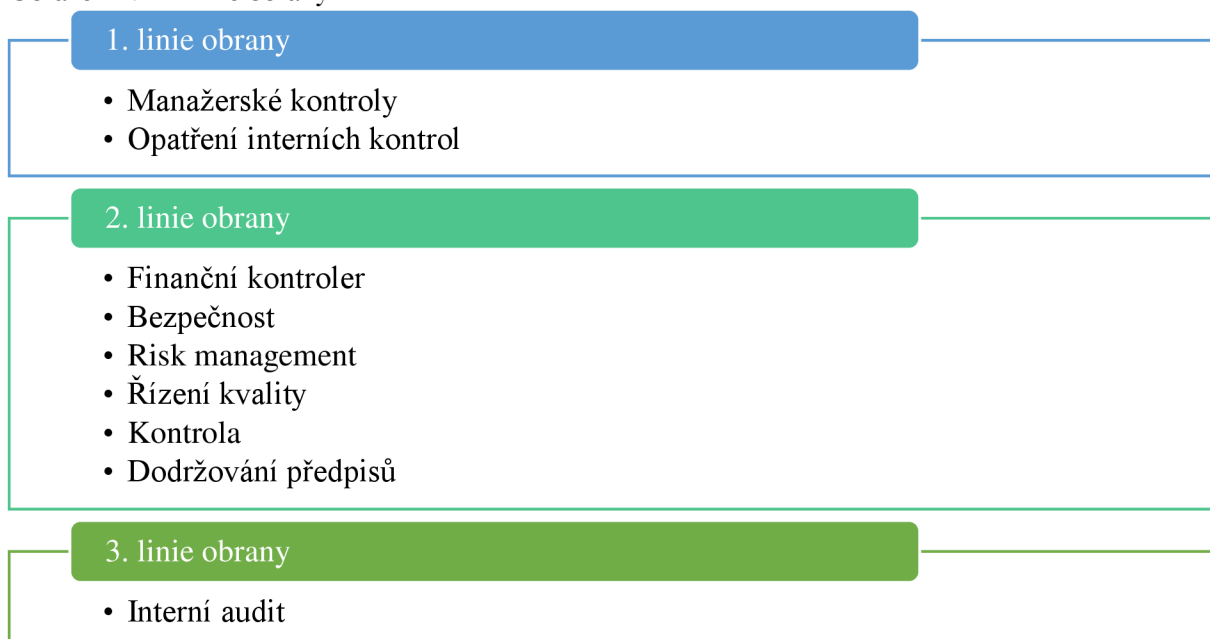 1. linie obrany
• Manažerské kontroly
• Opatření interních kontrol
2. linie obrany
• Finanční kontroler
• Bezpečnost
• Risk management
• Řízení kvality
• Kontrola
• Dodržování předpisů
3. linie obrany
• Interní audit